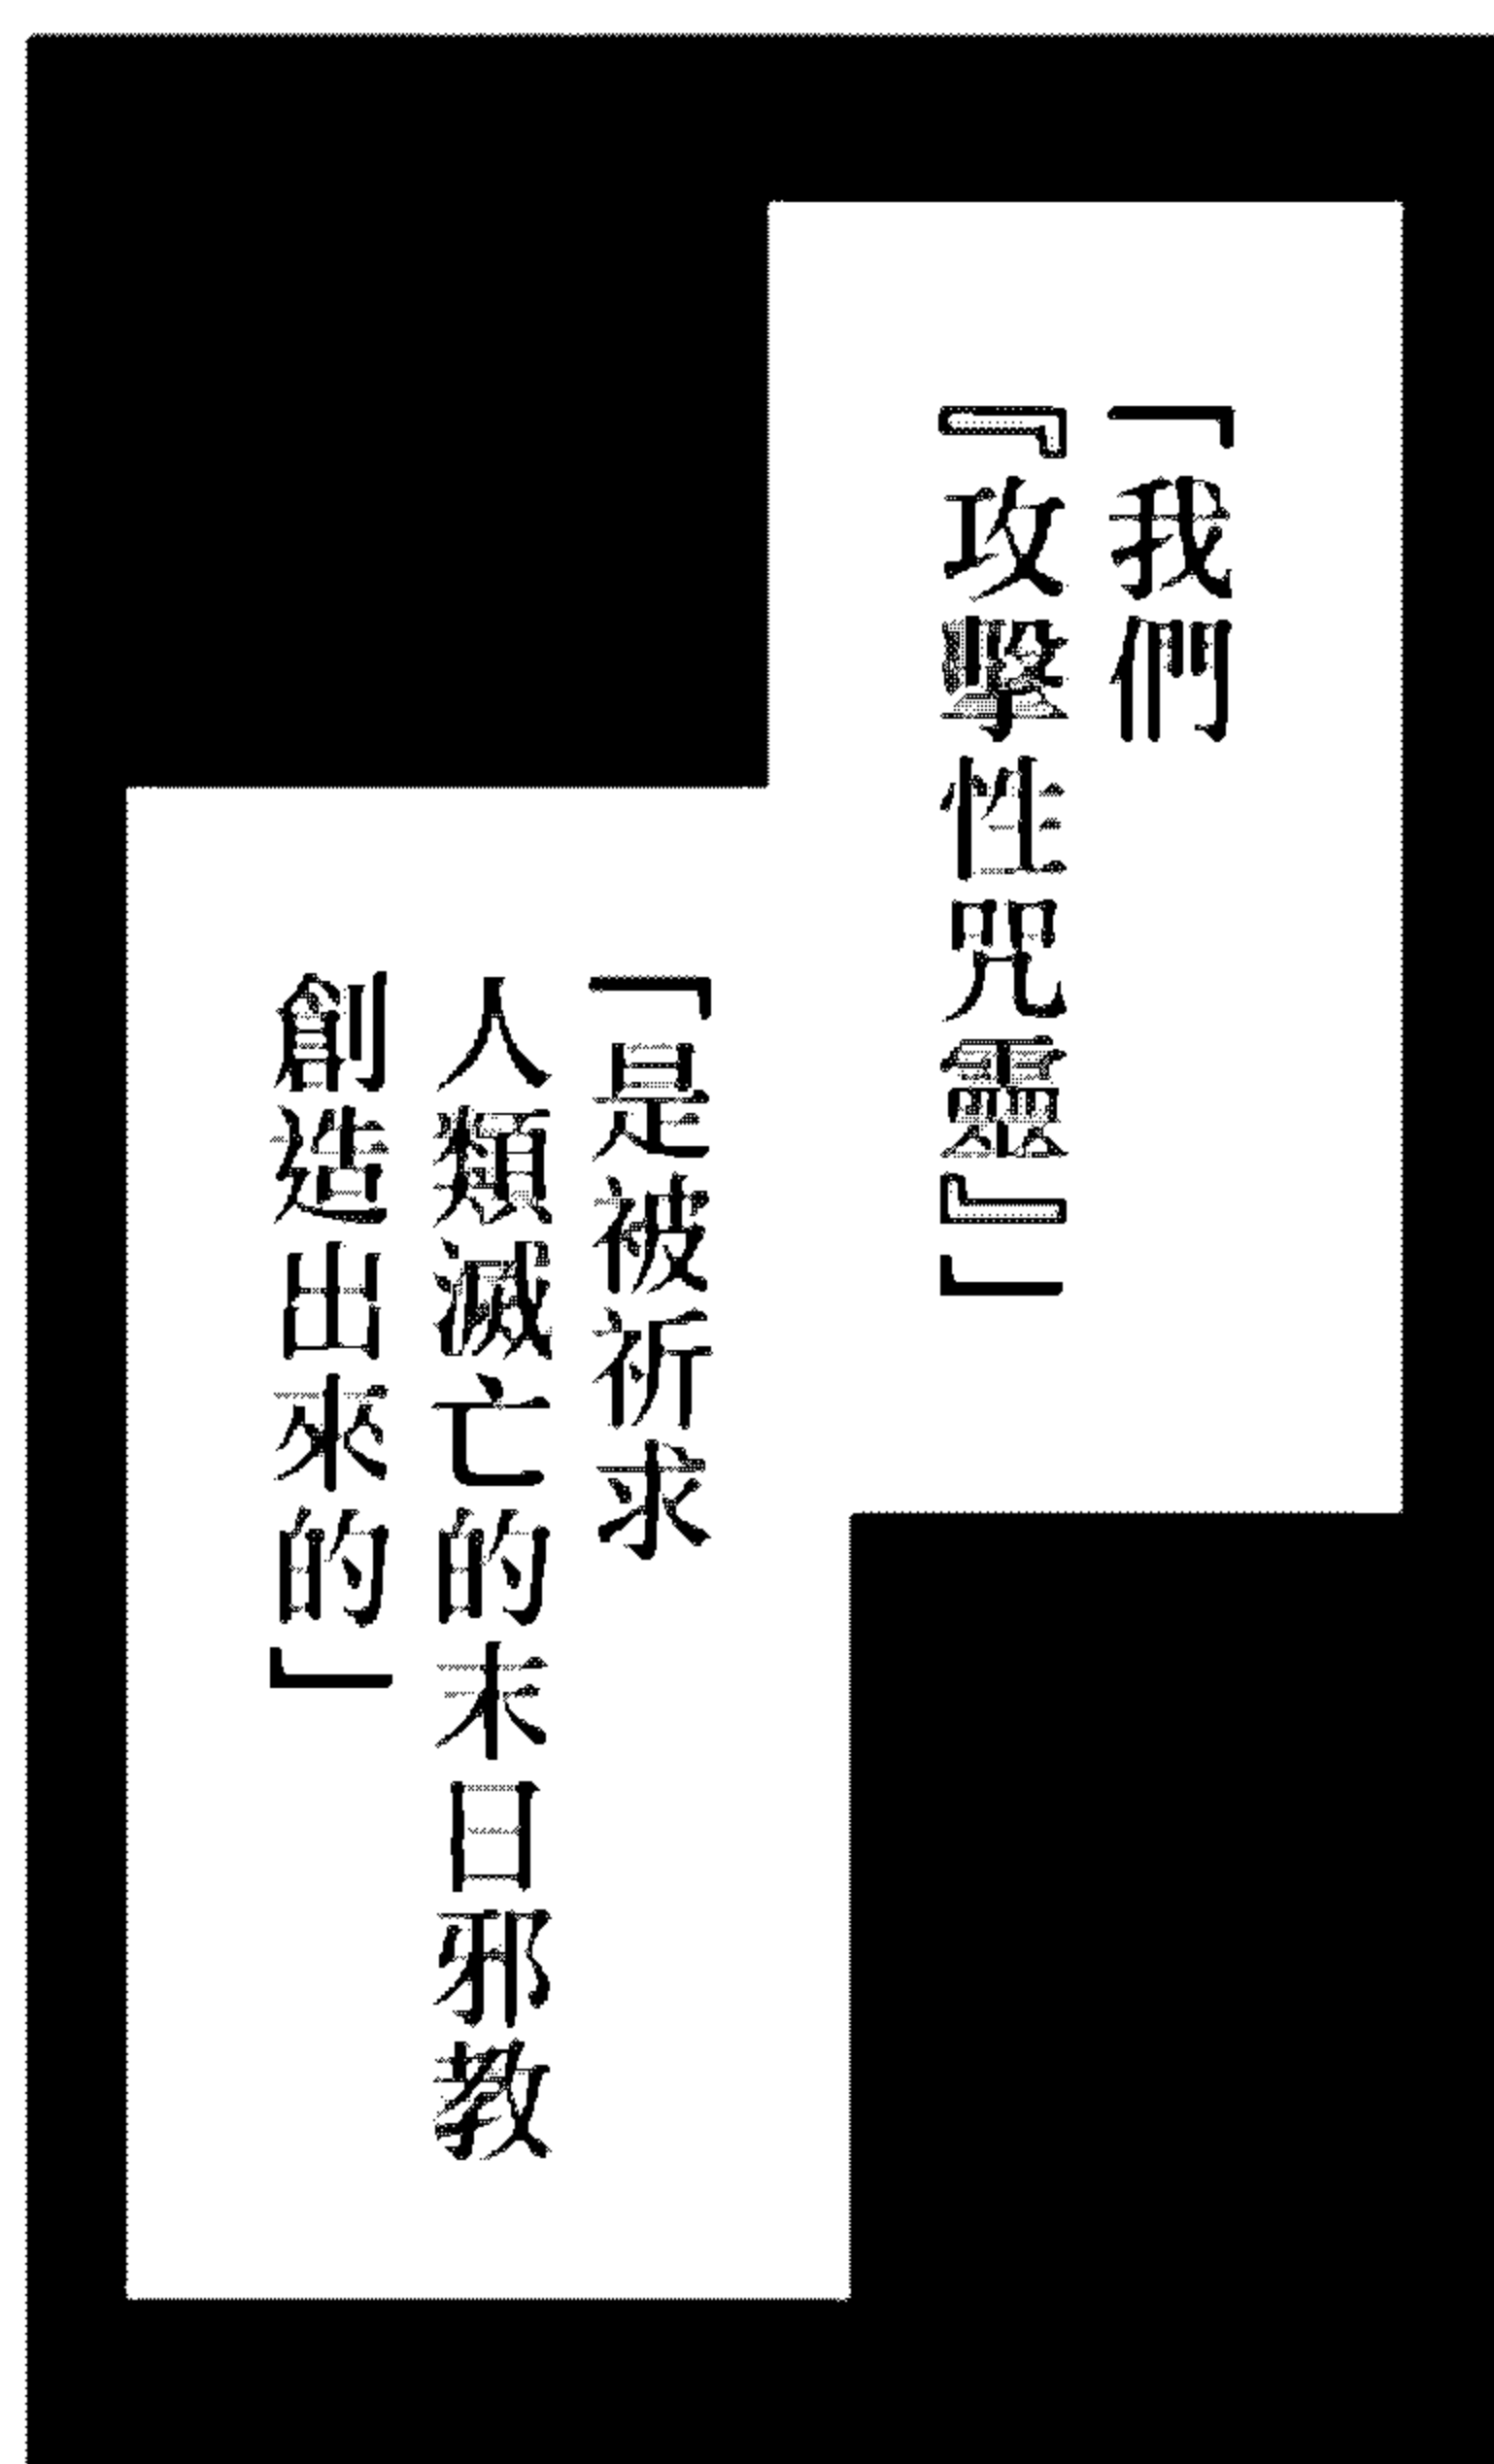 「我們
『攻擊性咒靈』」
「是被祈求
人類滅亡的末日邪教
創造出來的」